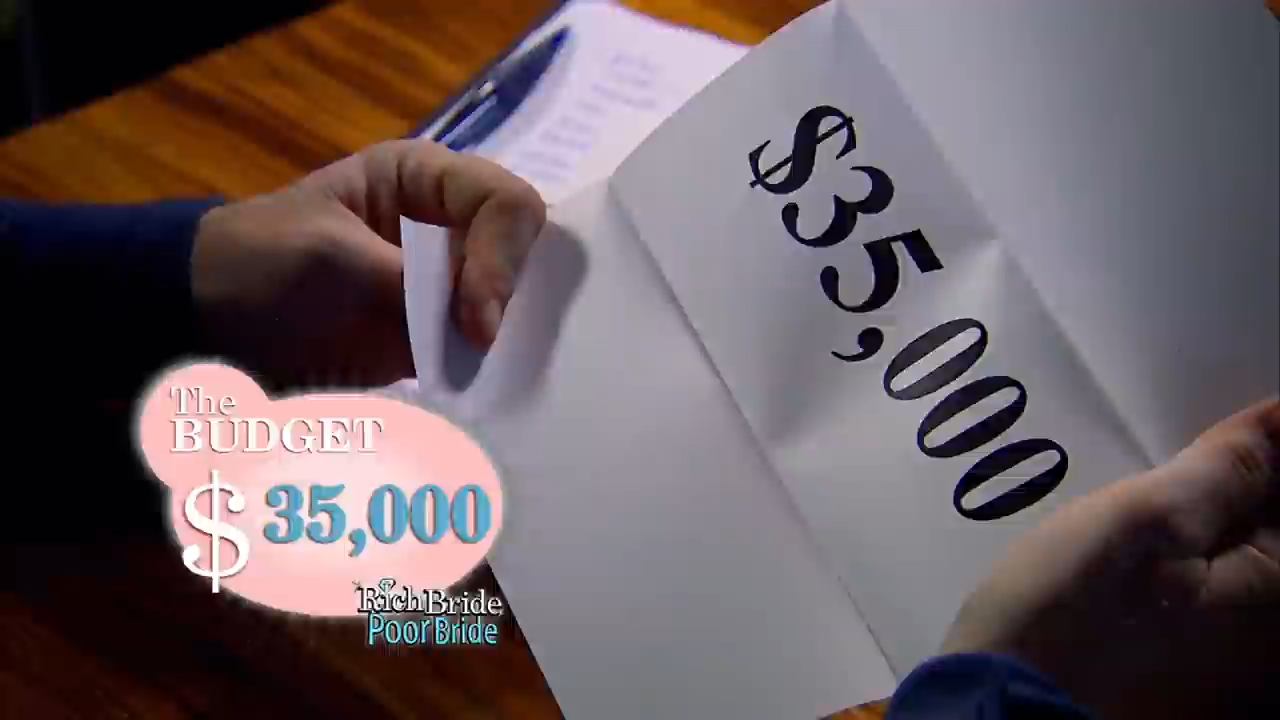 $35,000
The
BUDGET
$ 35,000
Rich Bride
Poor Bride